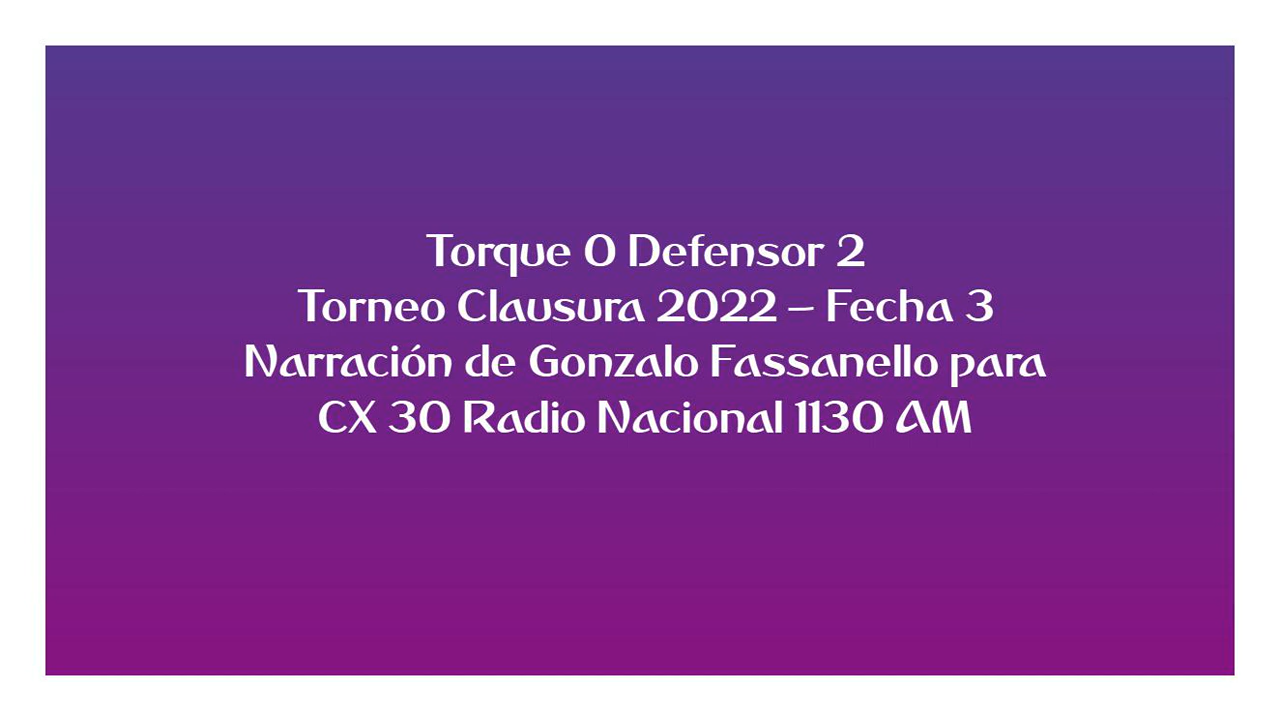 Torque 0 Defensor 2
Torneo Clausura 2022 – Fecha 3
Narración de Gonzalo Fassanello para
CX 30 Radio Nacional 1130 AM